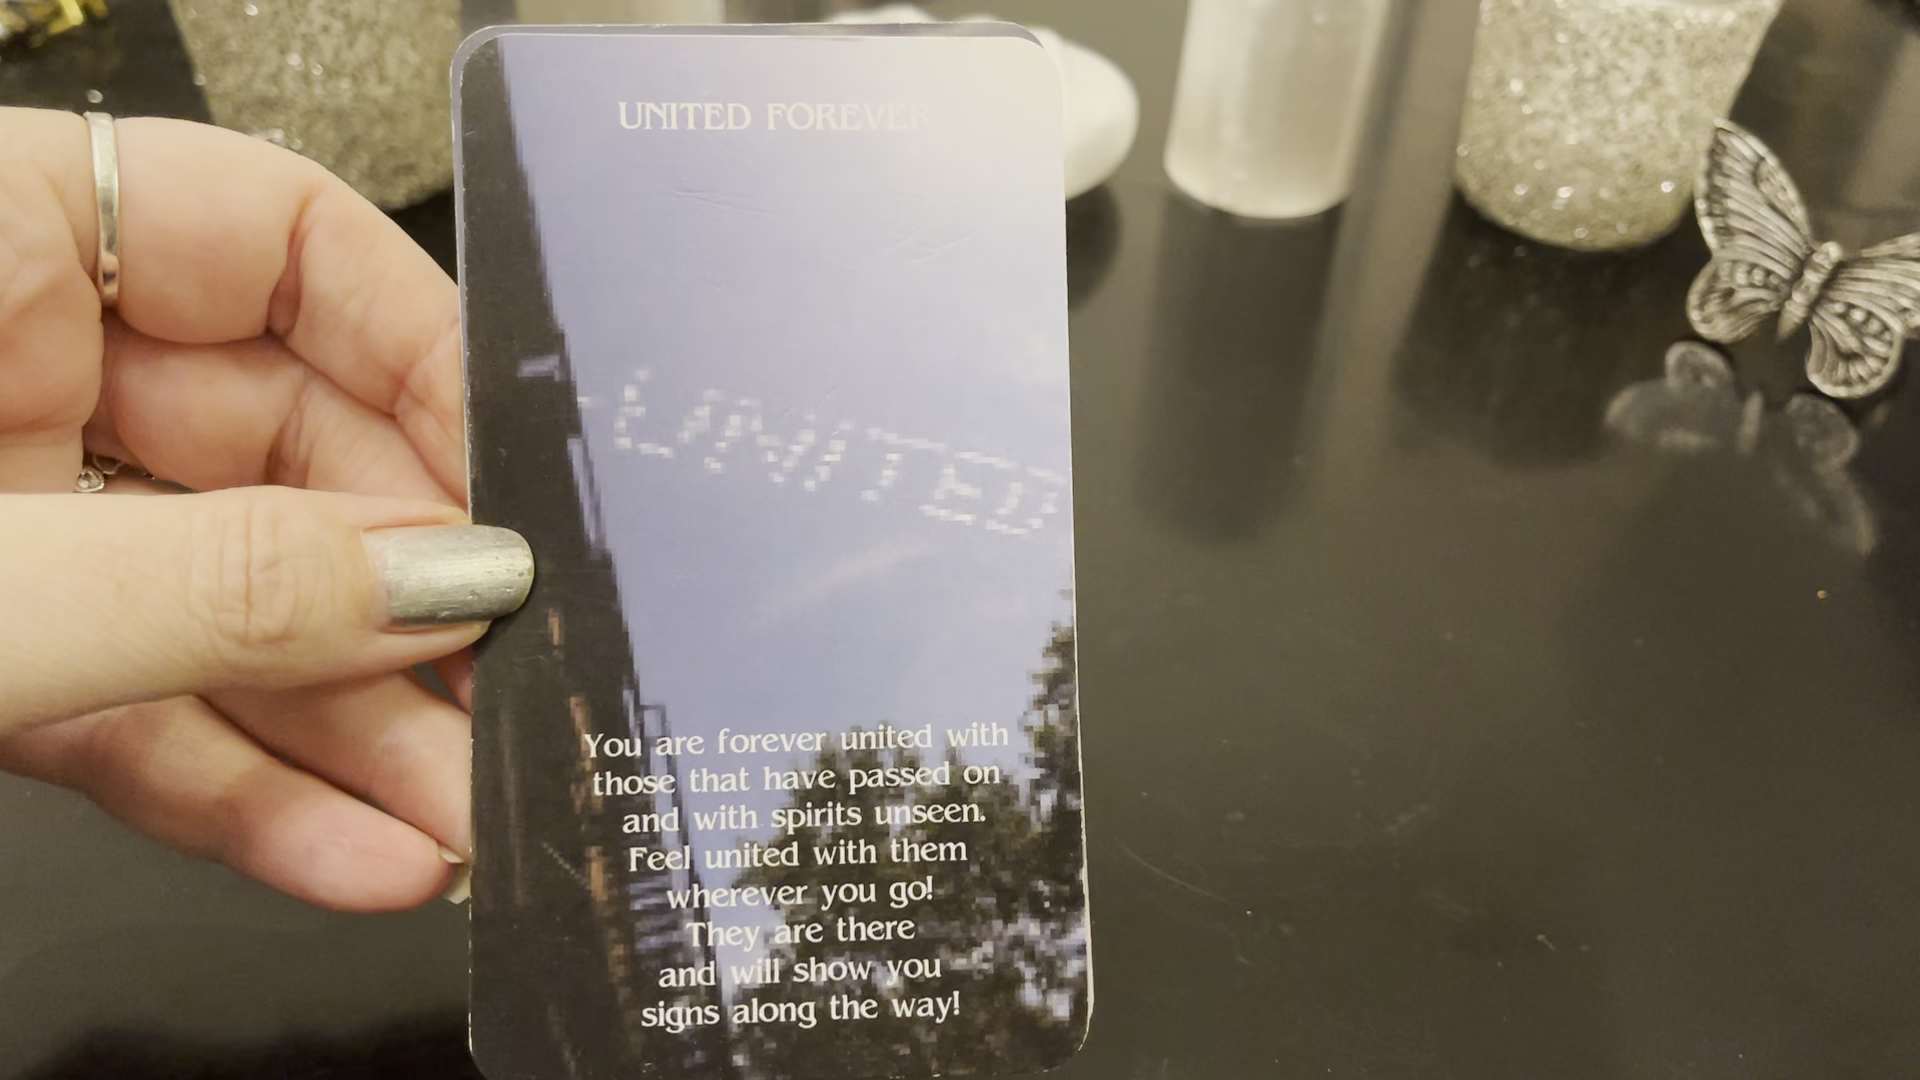 UNITED FOREVER
UNITED
You are forever united with
those that have passed on
and with spirits unseen.
Feel united with them
wherever you go!
They are there
and will show you
signs along the way!